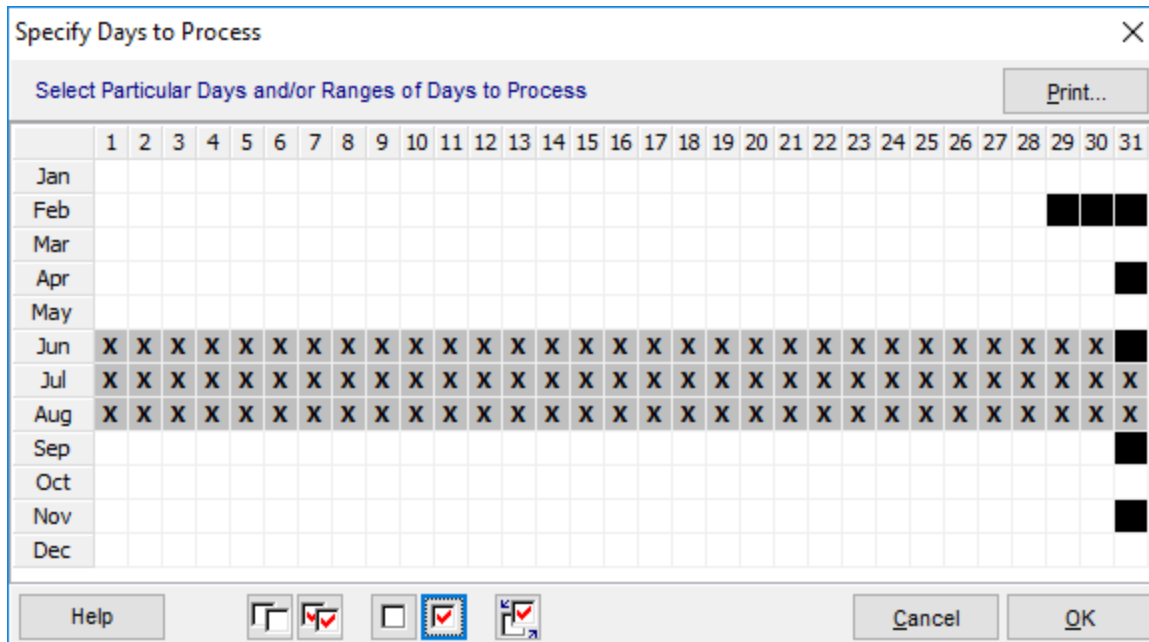 Specify Days to Process
Select Particular Days and/or Ranges of Days to Process Print...
1 2 3 4 5 6 7 8 9 10 11 12 13 14 15 16 17 18 19 20 21 22 23 24 25 26 27 28 29 30 31
Jan
Feb
Mar
Apr
May
Jun X X X X X X X X X X X X X X X X X X X X X X X X X X X X X X
Jul X X X X X X X X X X X X X X X X X X X X X X X X X X X X X X X
Aug X X X X X X X X X X X X X X X X X X X X X X X X X X X X X X X
Sep
Oct
Nov
Dec
Help Cancel OK